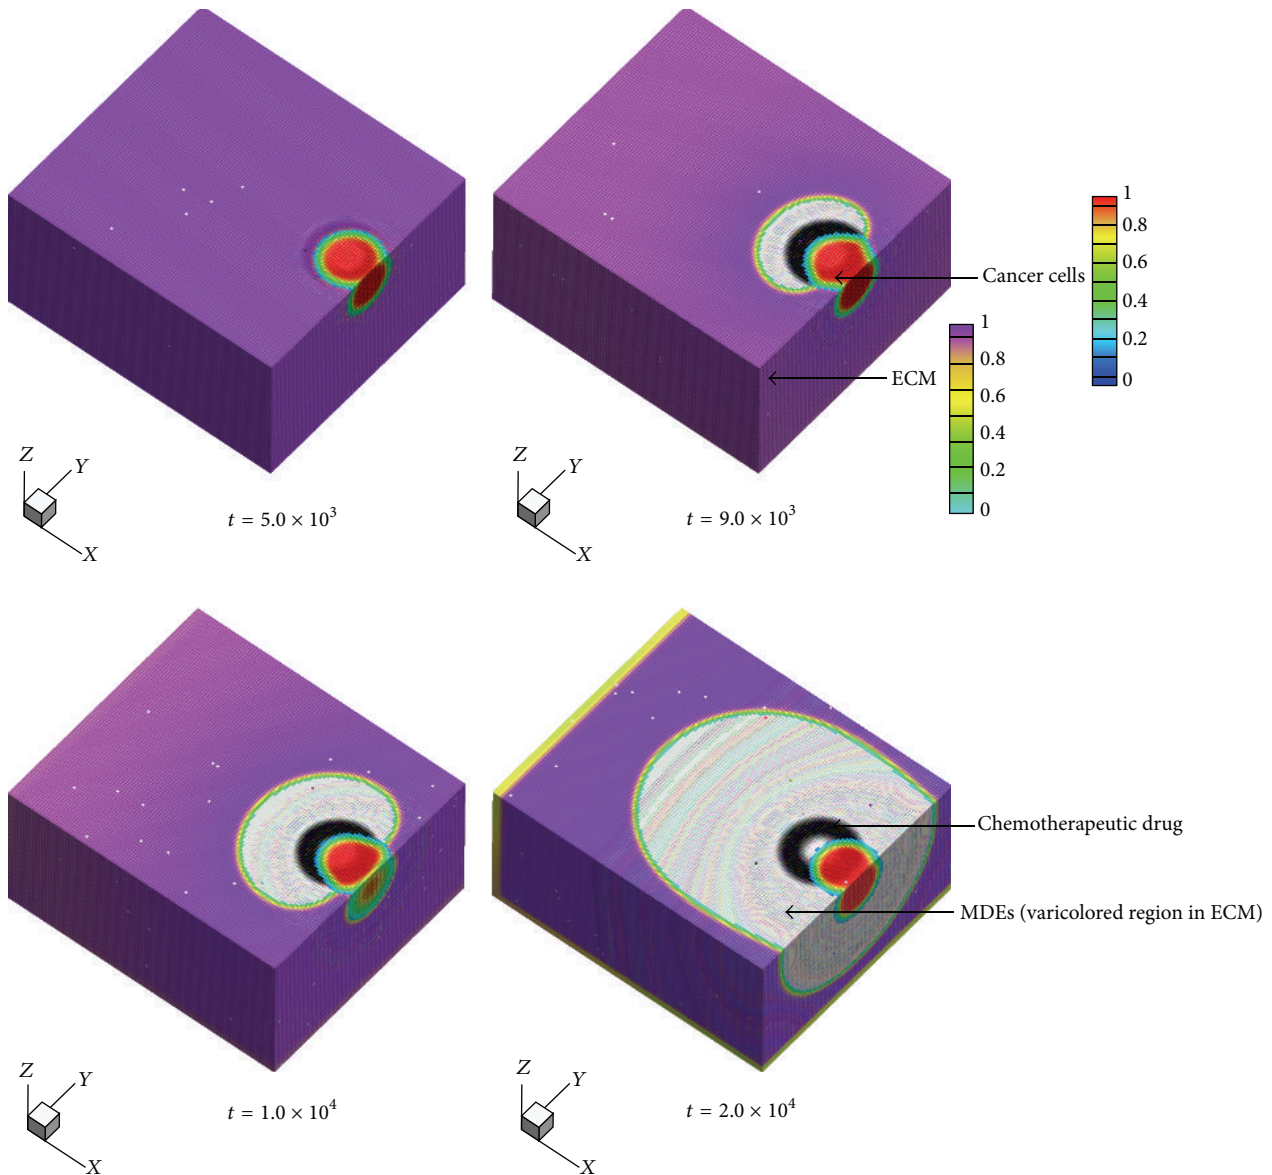 1
0.8
0.6
0.4
0.2
0
Cancer cells
1
0.8
0.6
0.4
0.2
0
ECM
Z
Y
X
t = 5.0 × 10³
Z
Y
X
t = 9.0 × 10³
Chemotherapeutic drug
MDEs (varicolored region in ECM)
Z
Y
X
t = 1.0 × 10⁴
Z
Y
X
t = 2.0 × 10⁴